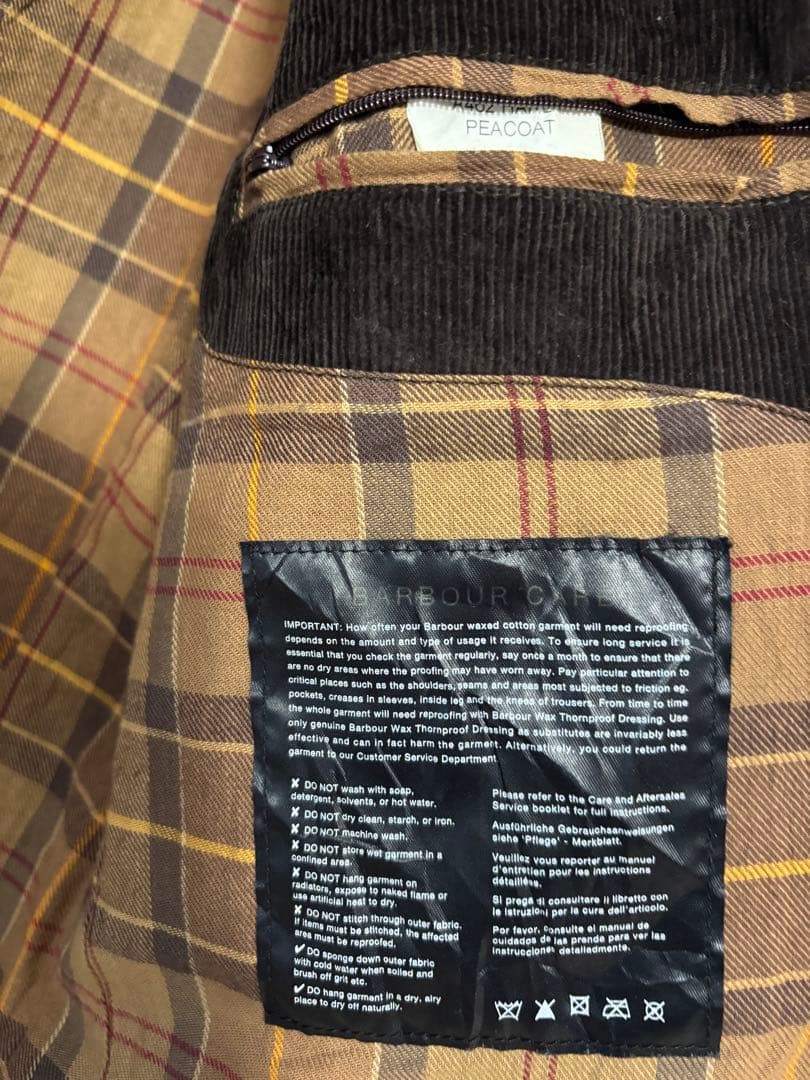 PEACOAT
BARBOUR CARE
IMPORTANT: How often your Barbour waxed cotton garment will need reproofing
depends on the amount and type of usage it receives. To ensure long service it is
essential that you check the garment regularly, say once a month to ensure that there
are no dry areas where the proofing may have worn away. Pay particular attention to
critical places such as the shoulders, seams and areas most subjected to friction eg.
pockets, creases in sleeves, inside leg and the knees of trousers. From time to time
the whole garment will need reproofing with Barbour Wax Thornproof Dressing. Use
only genuine Barbour Wax Thornproof Dressing as substitutes are invariably less
effective and can in fact harm the garment. Alternatively, you could return the
garment to our Customer Service Department.
✘ DO NOT wash with soap,
detergent, solvents, or hot water.
✘ DO NOT dry clean, starch, or iron.
✘ DO NOT machine wash.
✘ DO NOT store wet garment in a
confined area.
✘ DO NOT hang garment on
radiators, expose to naked flame or
use artificial heat to dry.
✘ DO NOT stitch through outer fabric.
If items must be stitched, the affected
area must be reproofed.
✔ DO sponge down outer fabric
with cold water when soiled and
brush off grit etc.
✔ DO hang garment in a dry, airy
place to dry off naturally.
Please refer to the Care and Aftersales
Service booklet for full instructions.
Ausführliche Gebrauchsanweisungen
siehe 'Pflege' - Merkblatt
Veuillez vous reporter au manuel
d'entretien pour les instructions
détaillées.
Si prega di consultare il libretto con
le istruzioni per la cura dell'articolo.
Por favor, consulte el manual de
cuidados de las prenda para ver las
instrucciones detalladamente.